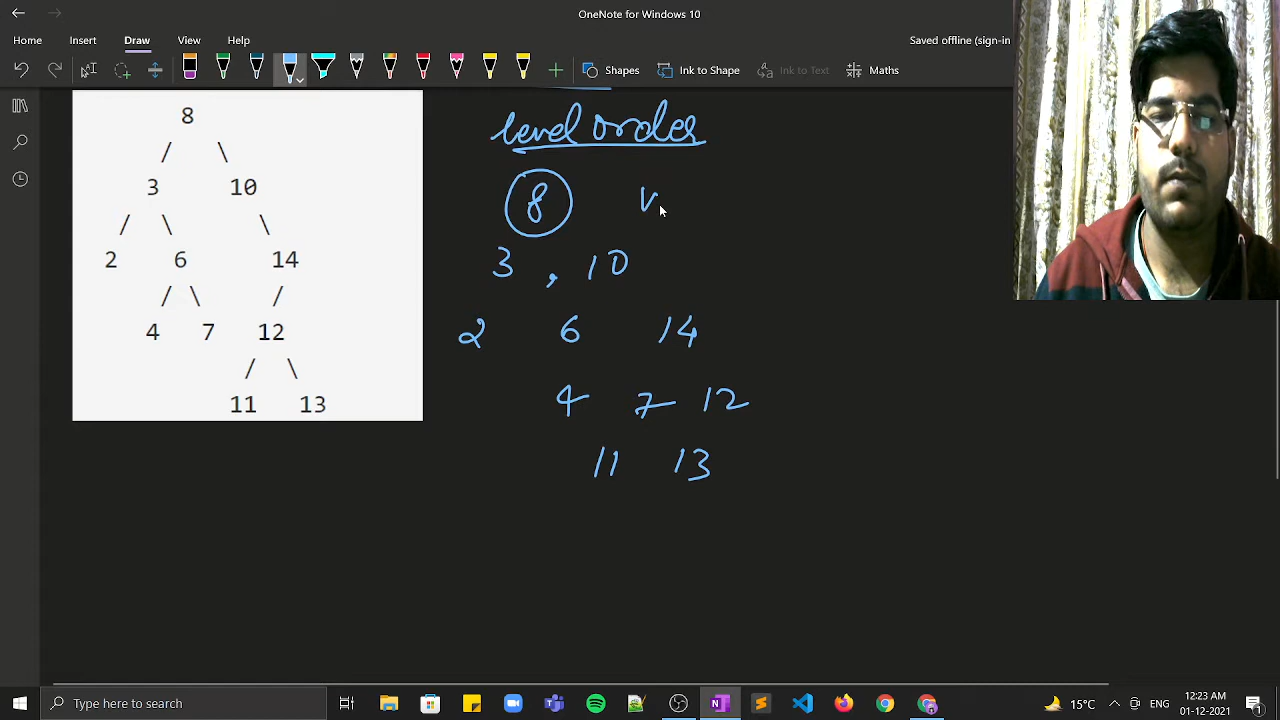 OneNote for Windows 10
Home Insert Draw View Help Saved offline (sign-in
Shapes Ink to Shape Ink to Text Maths
8
/ \
3 10
/ \ \
2 6 14
/ \ /
4 7 12
/ \
11 13
level order
8
3 , 10
2 6 14
4 7 12
11 13
Type here to search
15°C ENG 12:23 AM
01-12-2021